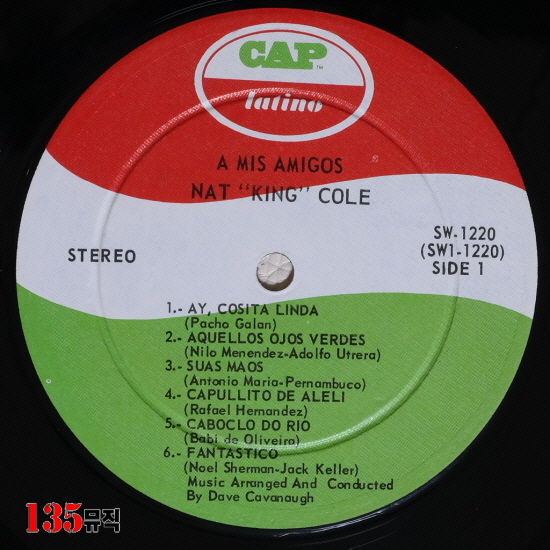 CAP™
latino
A MIS AMIGOS
NAT "KING" COLE
STEREO
SW-1220
(SW1-1220)
SIDE 1
1.- AY, COSITA LINDA
(Pacho Galan)
2.- AQUELLOS OJOS VERDES
(Nilo Menendez-Adolfo Utrera)
3.- SUAS MAOS
(Antonio Maria-Pernambuco)
4.- CAPULLITO DE ALELI
(Rafael Hernandez)
5.- CABOCLO DO RIO
(Babi de Oliveira)
6.- FANTASTICO
(Noel Sherman-Jack Keller)
Music Arranged And Conducted
By Dave Cavanaugh
135뮤직